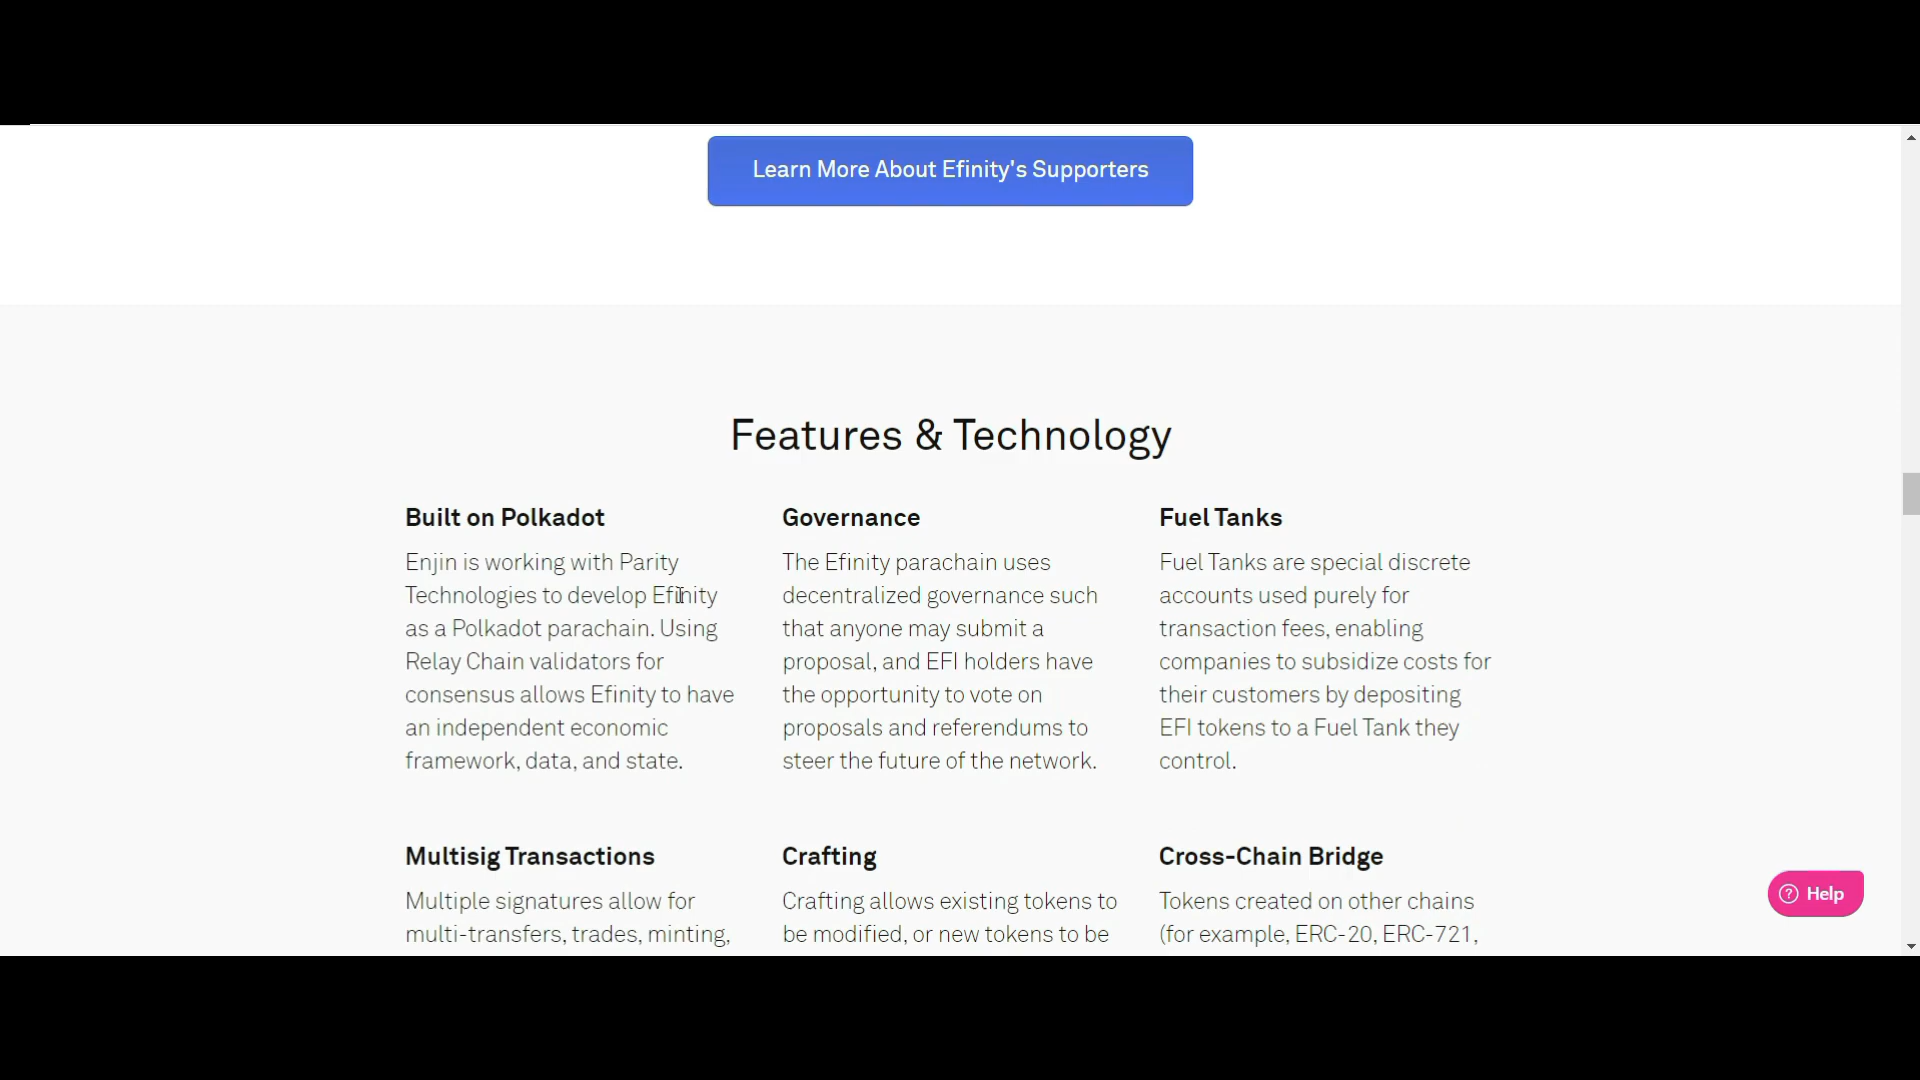 Learn More About Efinity's Supporters
Features & Technology
Built on Polkadot
Enjin is working with Parity
Technologies to develop Efinity
as a Polkadot parachain. Using
Relay Chain validators for
consensus allows Efinity to have
an independent economic
framework, data, and state.
Governance
The Efinity parachain uses
decentralized governance such
that anyone may submit a
proposal, and EFI holders have
the opportunity to vote on
proposals and referendums to
steer the future of the network.
Fuel Tanks
Fuel Tanks are special discrete
accounts used purely for
transaction fees, enabling
companies to subsidize costs for
their customers by depositing
EFI tokens to a Fuel Tank they
control.
Multisig Transactions
Multiple signatures allow for
multi-transfers, trades, minting,
Crafting
Crafting allows existing tokens to
be modified, or new tokens to be
Cross-Chain Bridge
Tokens created on other chains
(for example, ERC-20, ERC-721,
Help